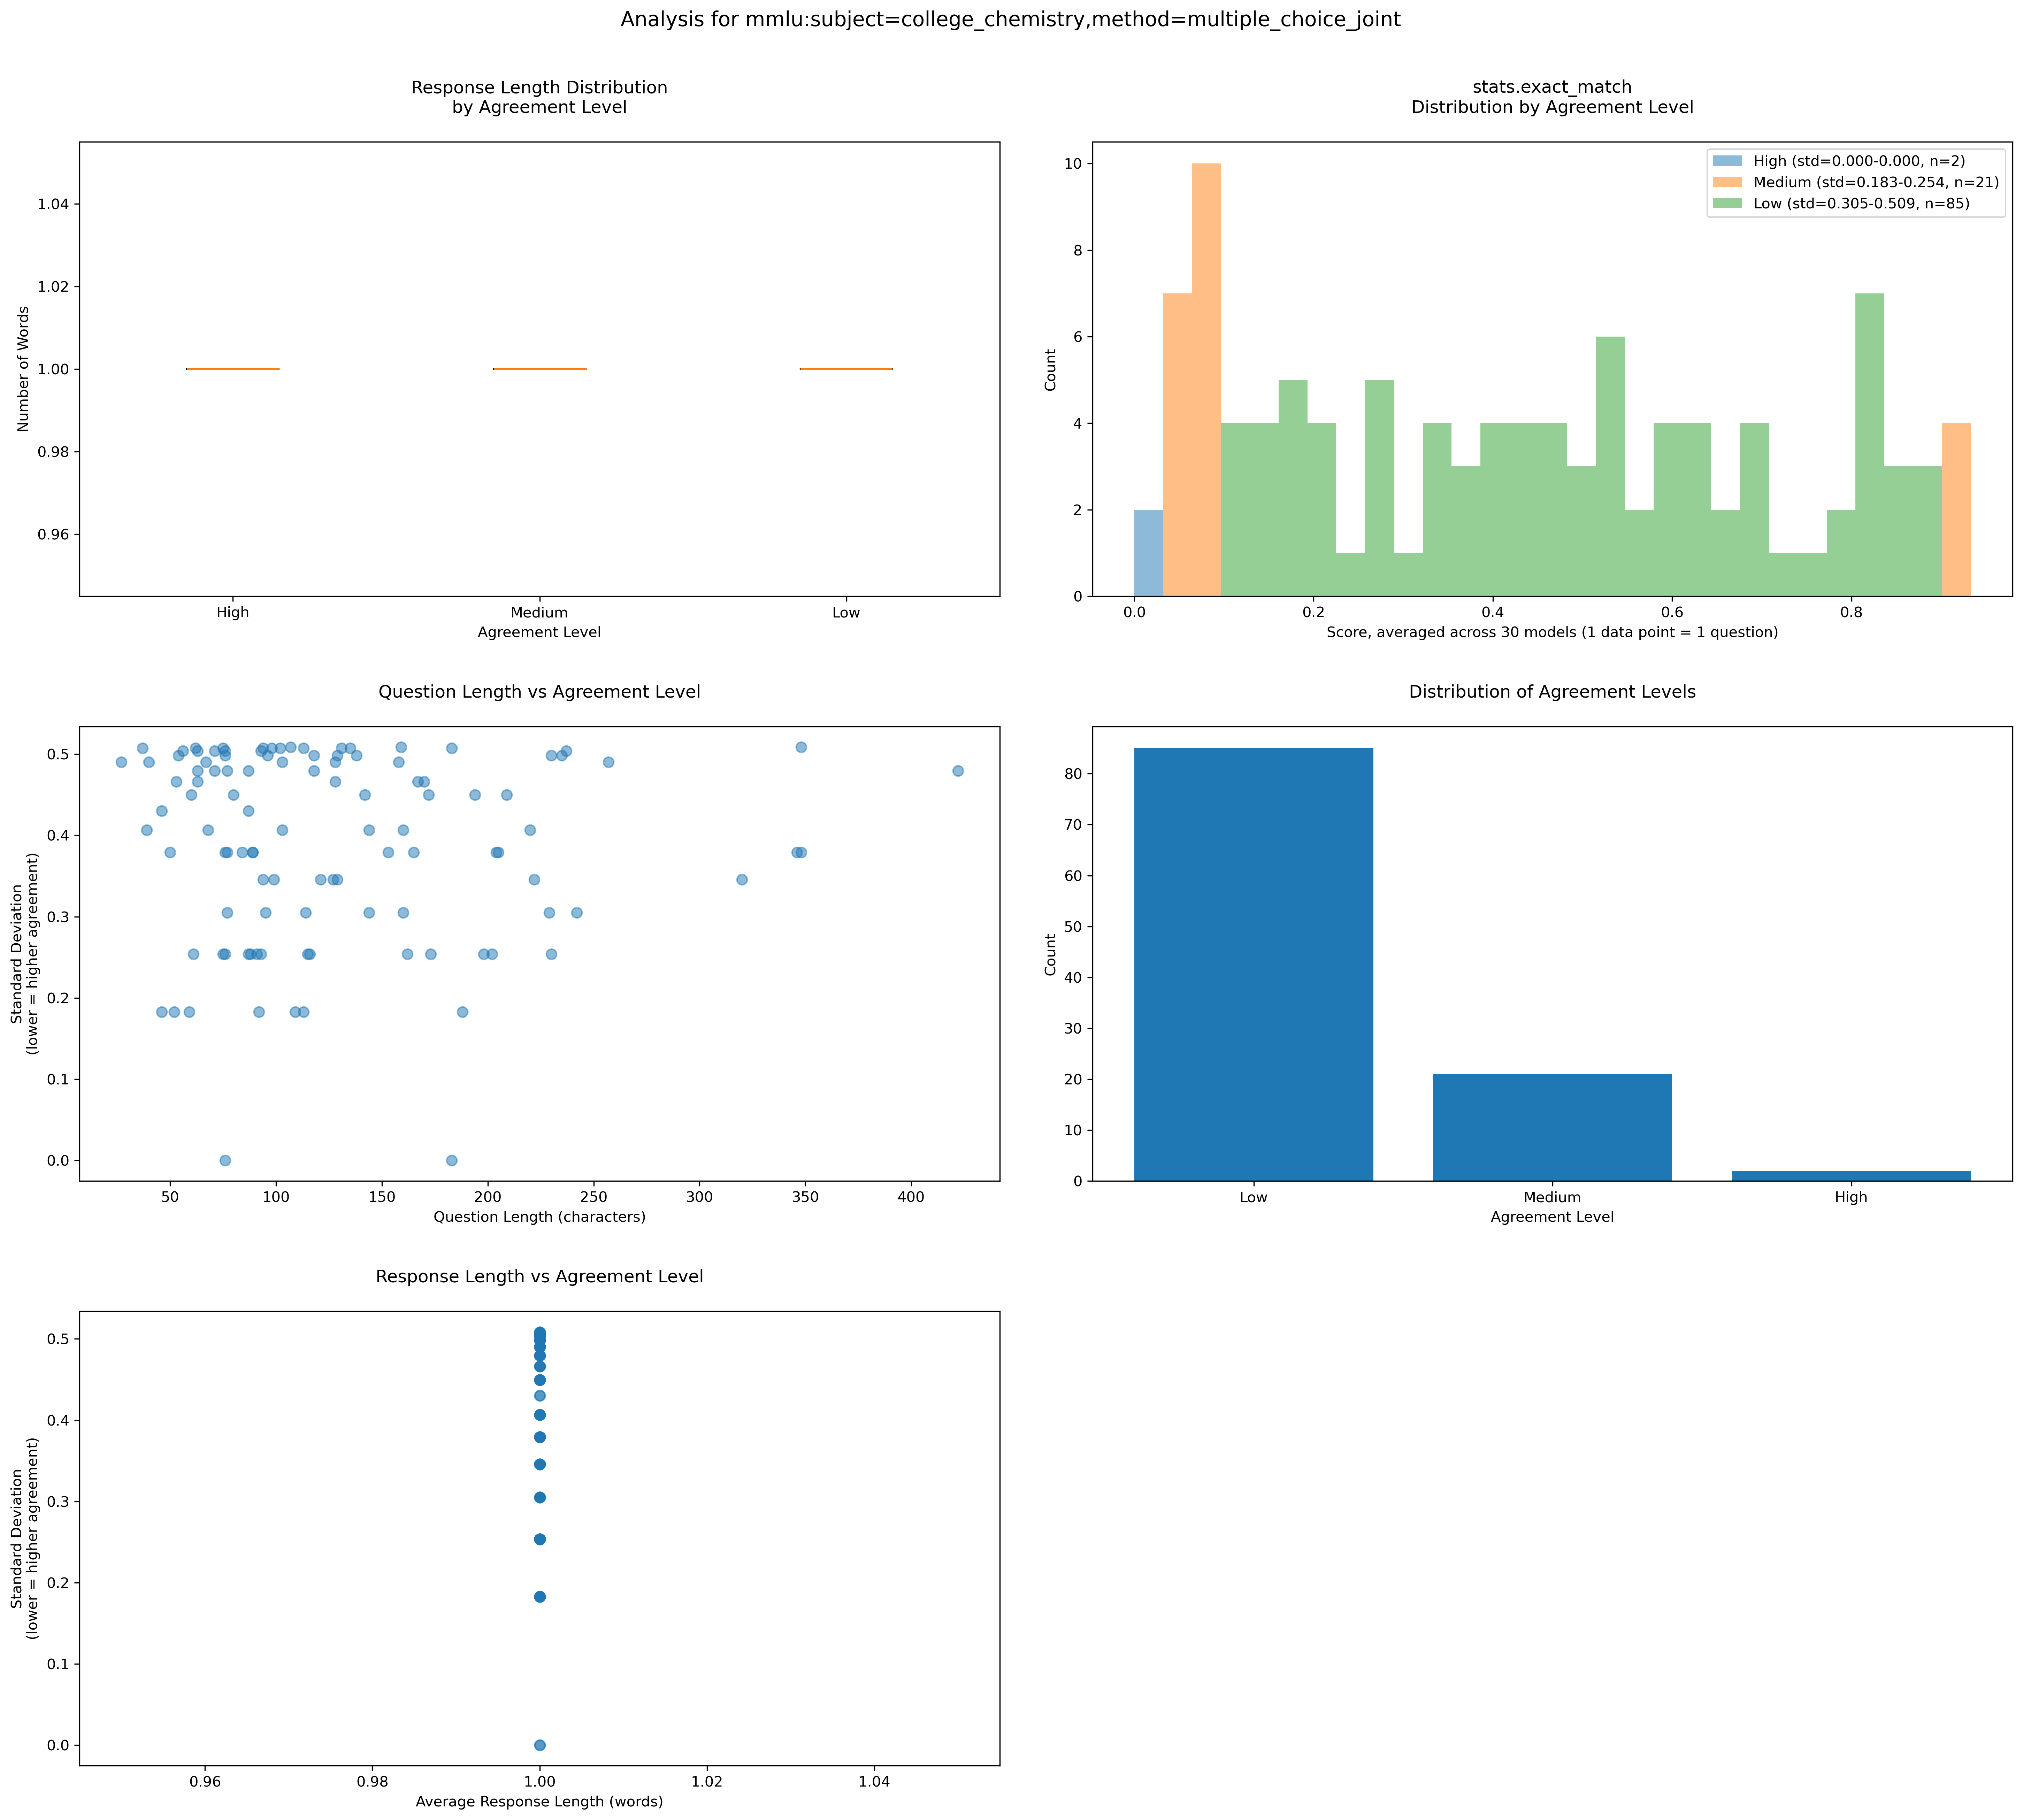 Analysis for mmlu:subject=college_chemistry,method=multiple_choice_joint
Response Length Distribution
by Agreement Level
Number of Words
1.04
1.02
1.00
0.98
0.96
High
Medium
Low
Agreement Level
stats.exact_match
Distribution by Agreement Level
Count
10
8
6
4
2
0
High (std=0.000-0.000, n=2)
Medium (std=0.183-0.254, n=21)
Low (std=0.305-0.509, n=85)
0.0
0.2
0.4
0.6
0.8
Score, averaged across 30 models (1 data point = 1 question)
Question Length vs Agreement Level
Standard Deviation
(lower = higher agreement)
0.5
0.4
0.3
0.2
0.1
0.0
50
100
150
200
250
300
350
400
Question Length (characters)
Distribution of Agreement Levels
Count
80
70
60
50
40
30
20
10
0
Low
Medium
High
Agreement Level
Response Length vs Agreement Level
Standard Deviation
(lower = higher agreement)
0.5
0.4
0.3
0.2
0.1
0.0
0.96
0.98
1.00
1.02
1.04
Average Response Length (words)